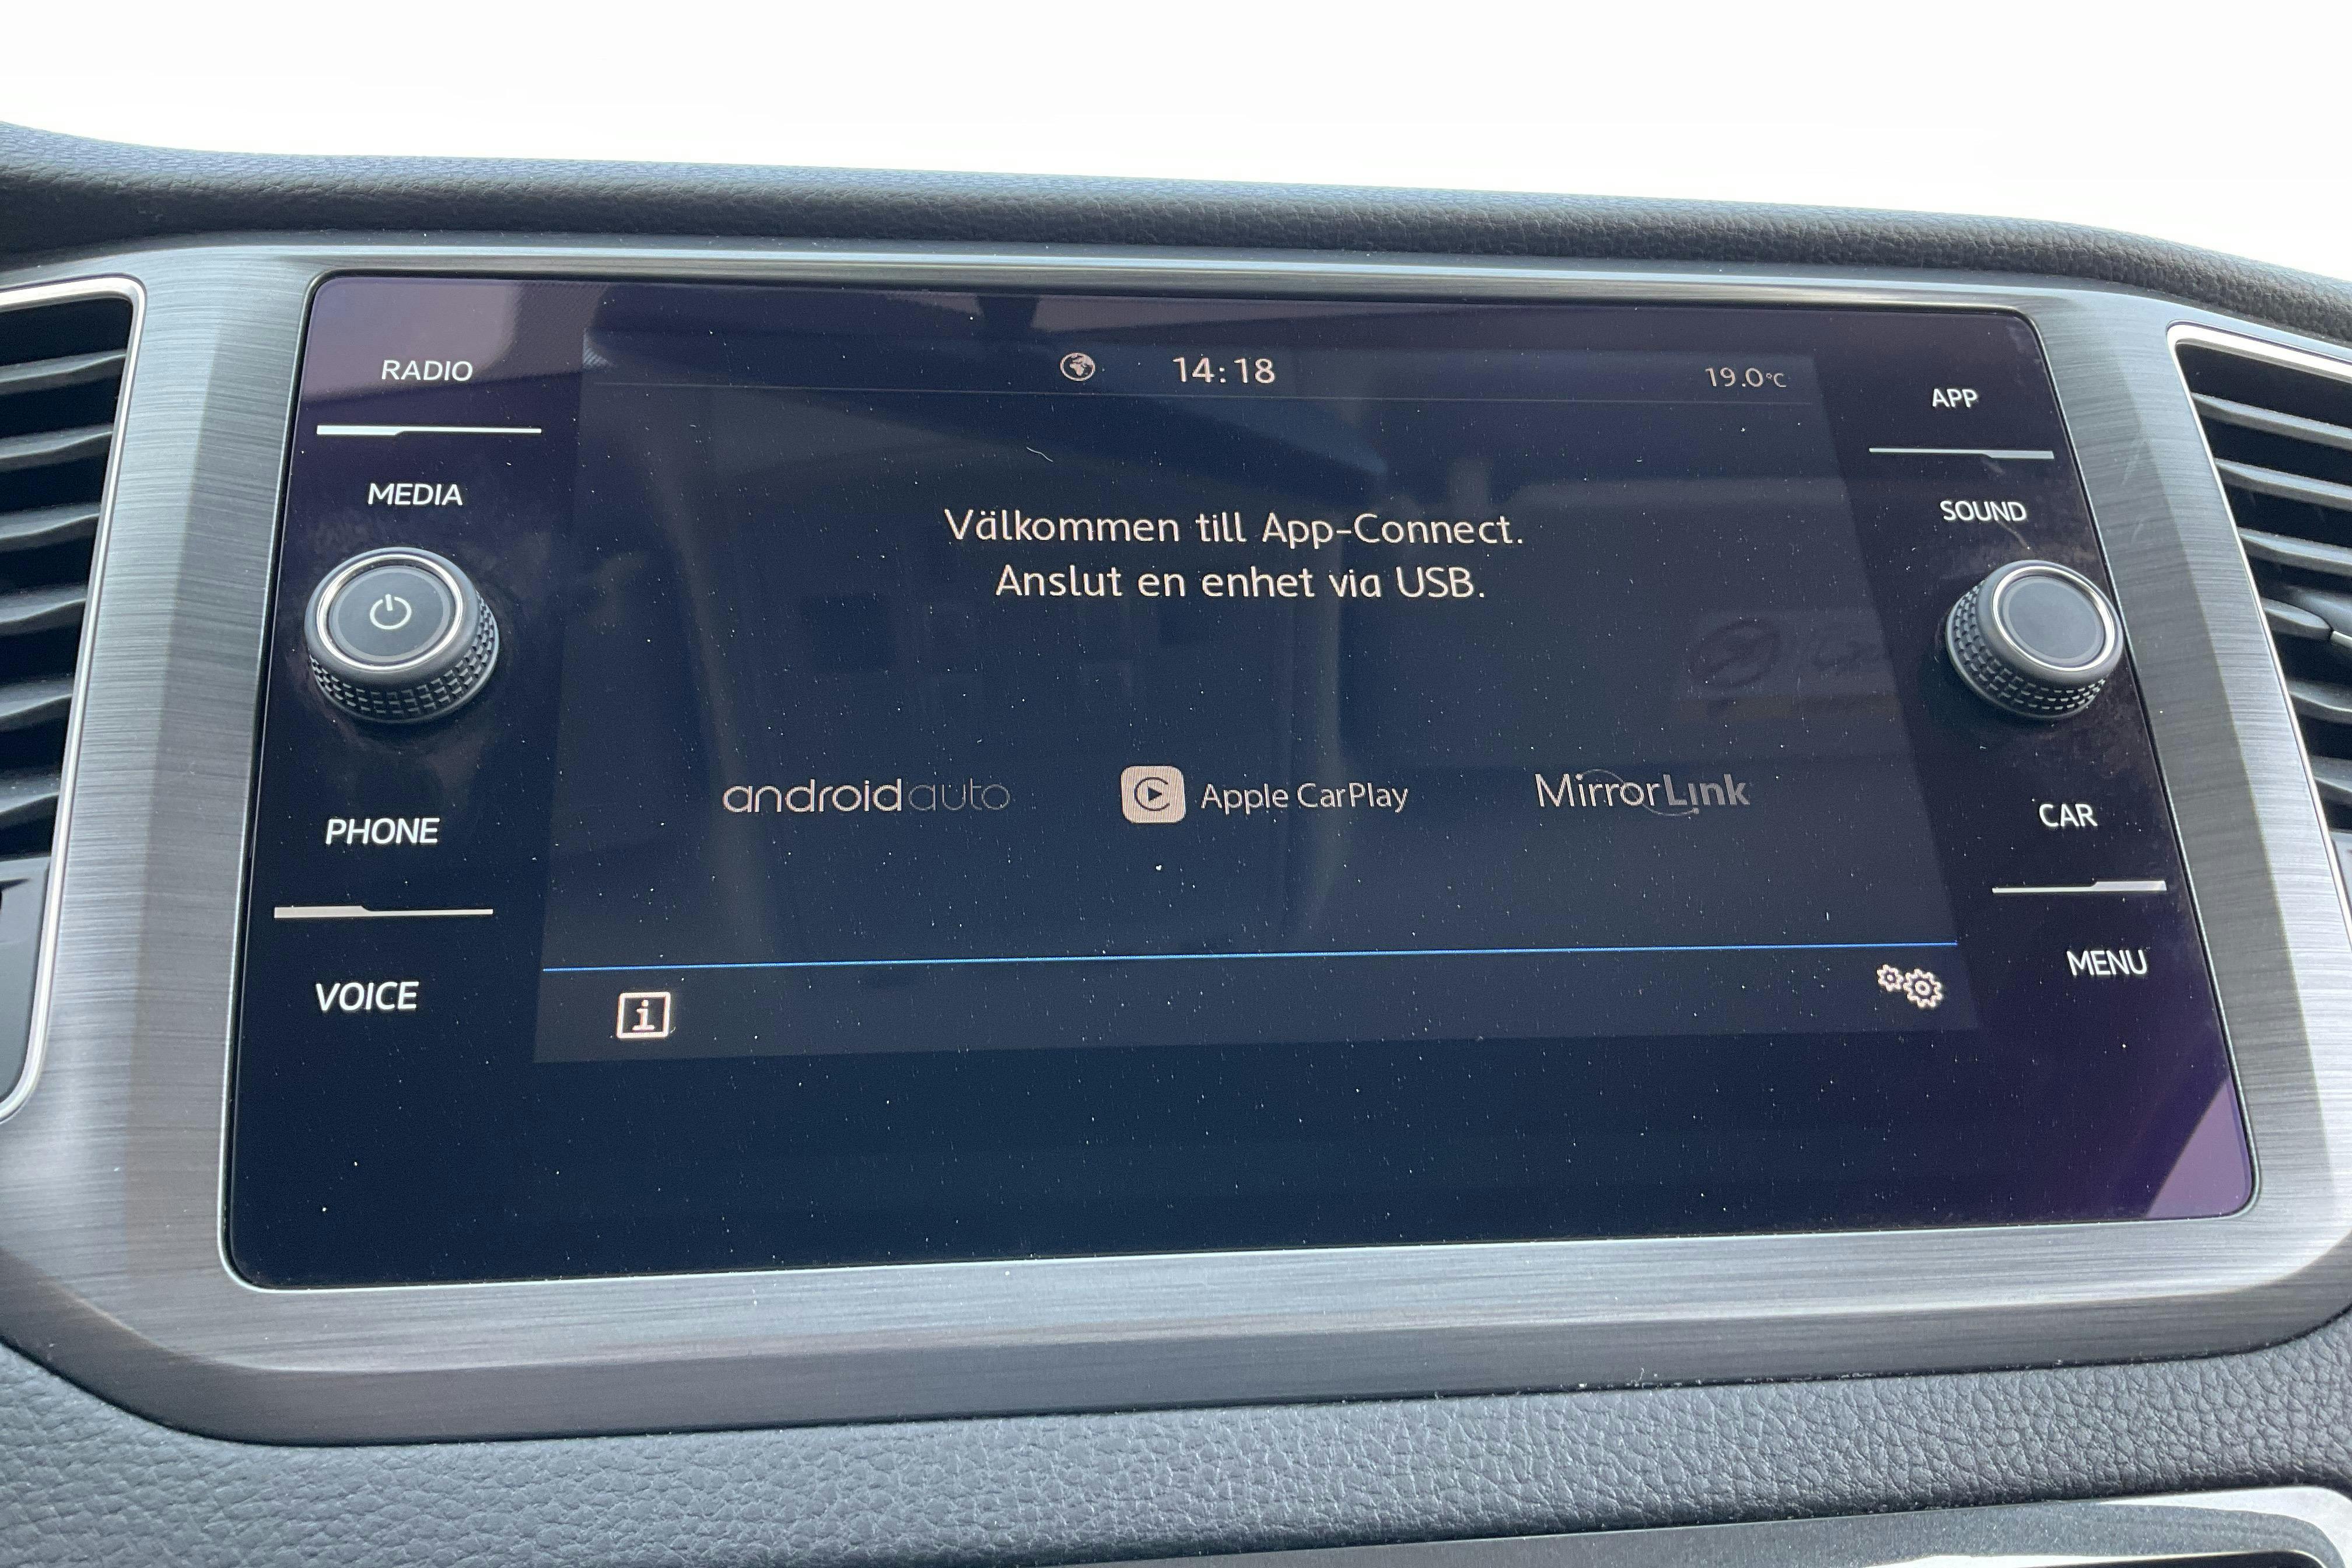 RADIO
14:18
19.0°C
APP
MEDIA
SOUND
Välkommen till App-Connect.
Anslut en enhet via USB.
androidauto
Apple CarPlay
MirrorLink
PHONE
CAR
VOICE
MENU
i